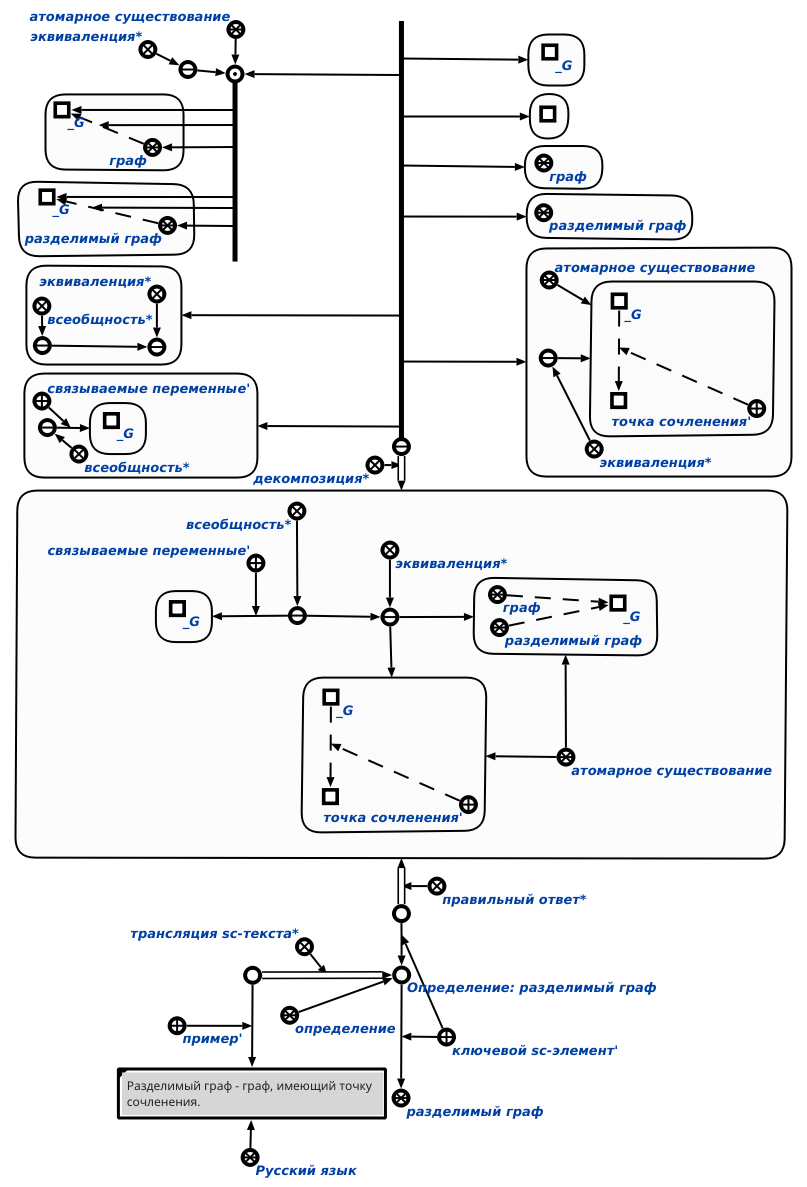 атомарное существование
эквиваленция*
_G
_G
граф
_G
граф
_G
разделимый граф
разделимый граф
эквиваленция*
всеобщность*
атомарное существование
_G
точка сочленения'
эквиваленция*
связываемые переменные'
_G
всеобщность*
декомпозиция*
всеобщность*
связываемые переменные'
эквиваленция*
_G
граф
_G
разделимый граф
_G
точка сочленения'
атомарное существование
правильный ответ*
трансляция sc-текста*
Определение: разделимый граф
определение
пример'
ключевой sc-элемент'
Разделимый граф - граф, имеющий точку
сочленения.
разделимый граф
Русский язык